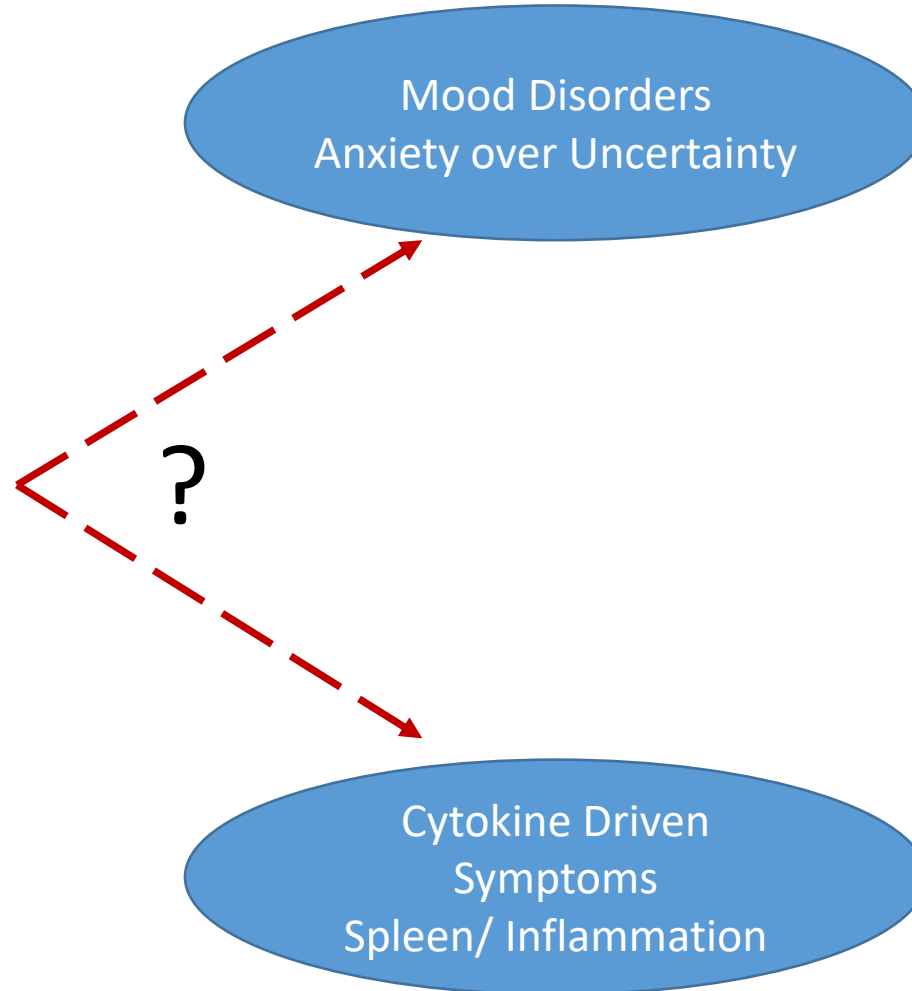 Mood Disorders
Anxiety over Uncertainty
?
Cytokine Driven
Symptoms
Spleen/ Inflammation